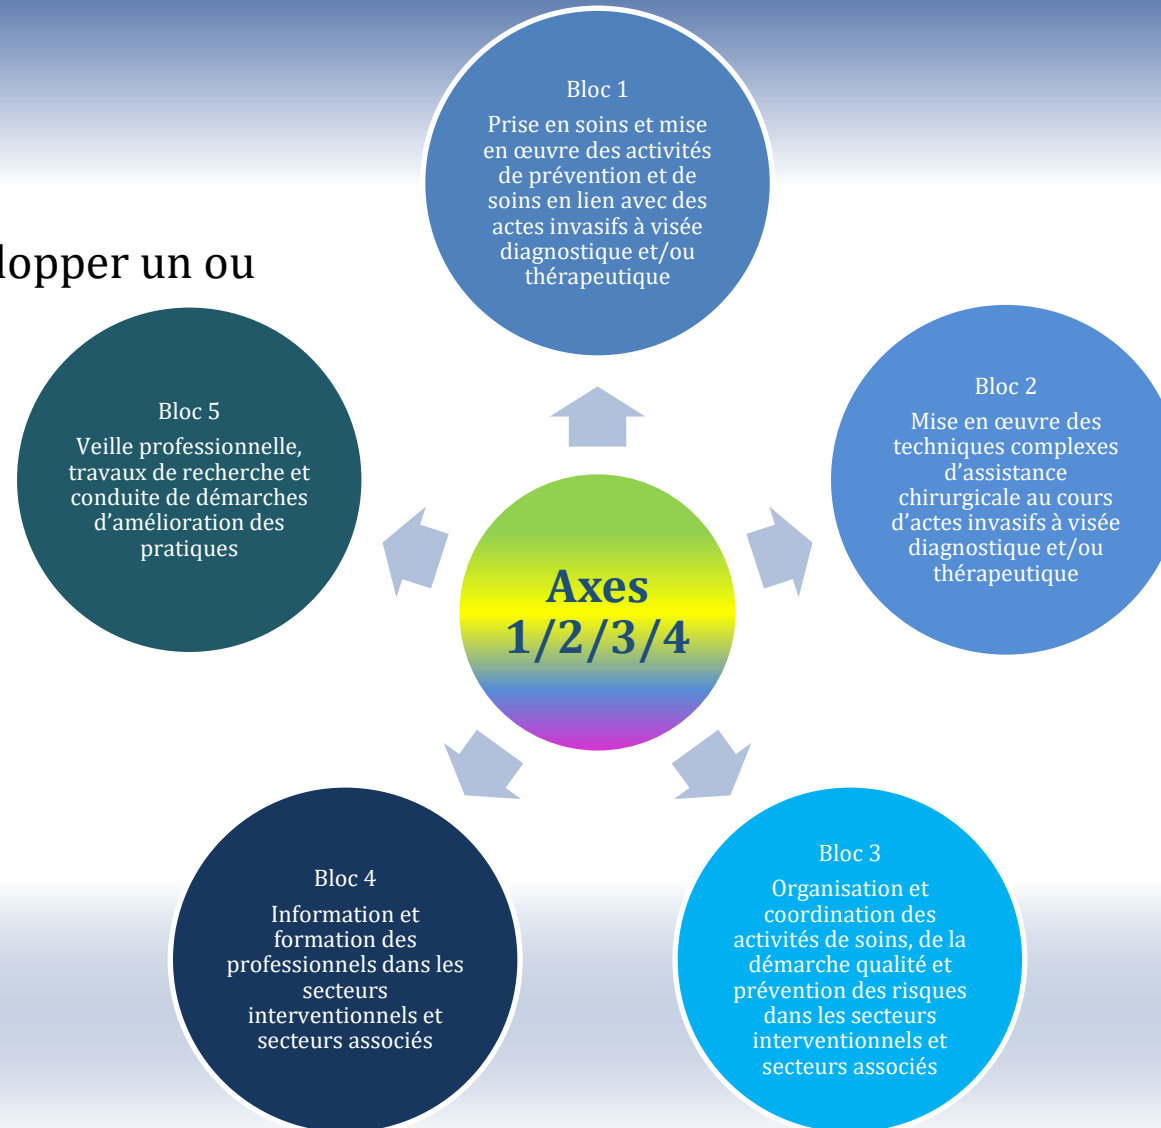 Bloc 1
Prise en soins et mise
en œuvre des activités
de prévention et de
soins en lien avec des
actes invasifs à visée
diagnostique et/ou
thérapeutique
lopper un ou
Bloc 5
Veille professionnelle,
travaux de recherche et
conduite de démarches
d’amélioration des
pratiques
Bloc 2
Mise en œuvre des
techniques complexes
d’assistance
chirurgicale au cours
d’actes invasifs à visée
diagnostique et/ou
thérapeutique
Axes
1/2/3/4
Bloc 4
Information et
formation des
professionnels dans les
secteurs
interventionnels et
secteurs associés
Bloc 3
Organisation et
coordination des
activités de soins, de la
démarche qualité et
prévention des risques
dans les secteurs
interventionnels et
secteurs associés